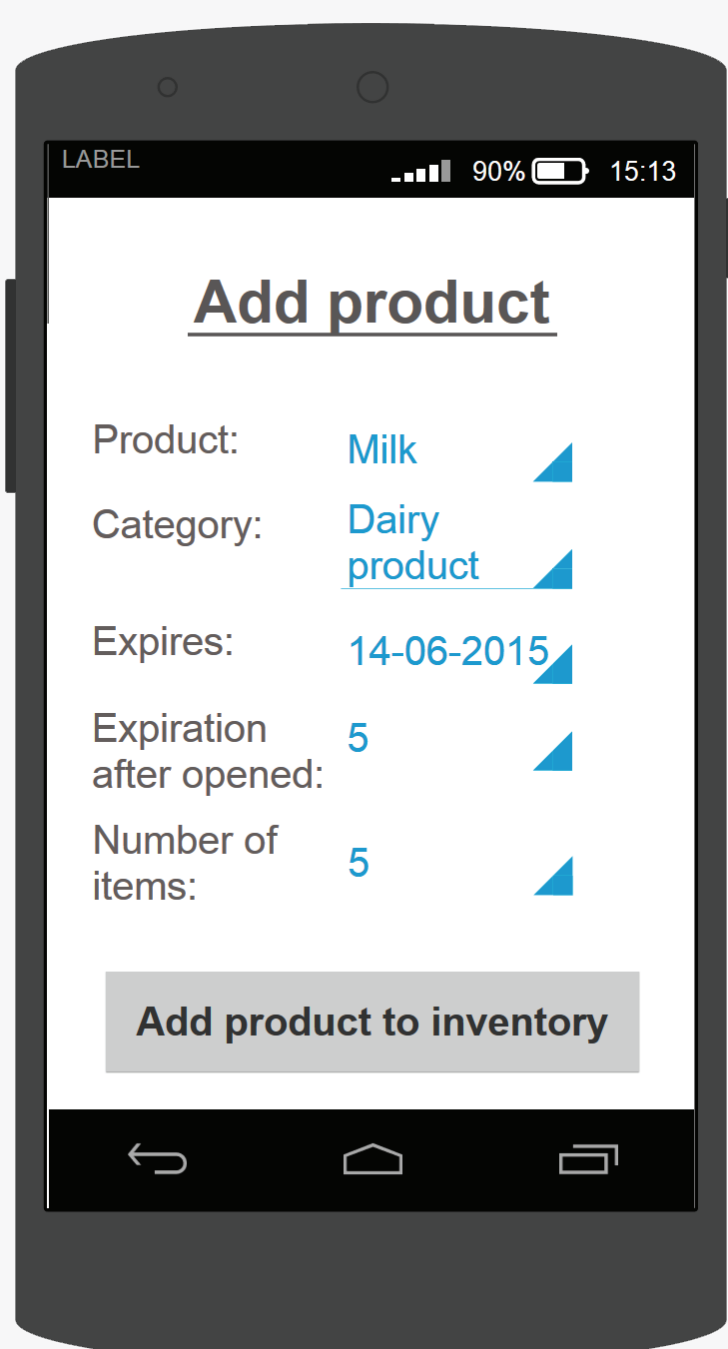 LABEL
90% 15:13
Add product
Product: Milk
Category: Dairy
product
Expires: 14-06-2015
Expiration
after opened: 5
Number of
items: 5
Add product to inventory